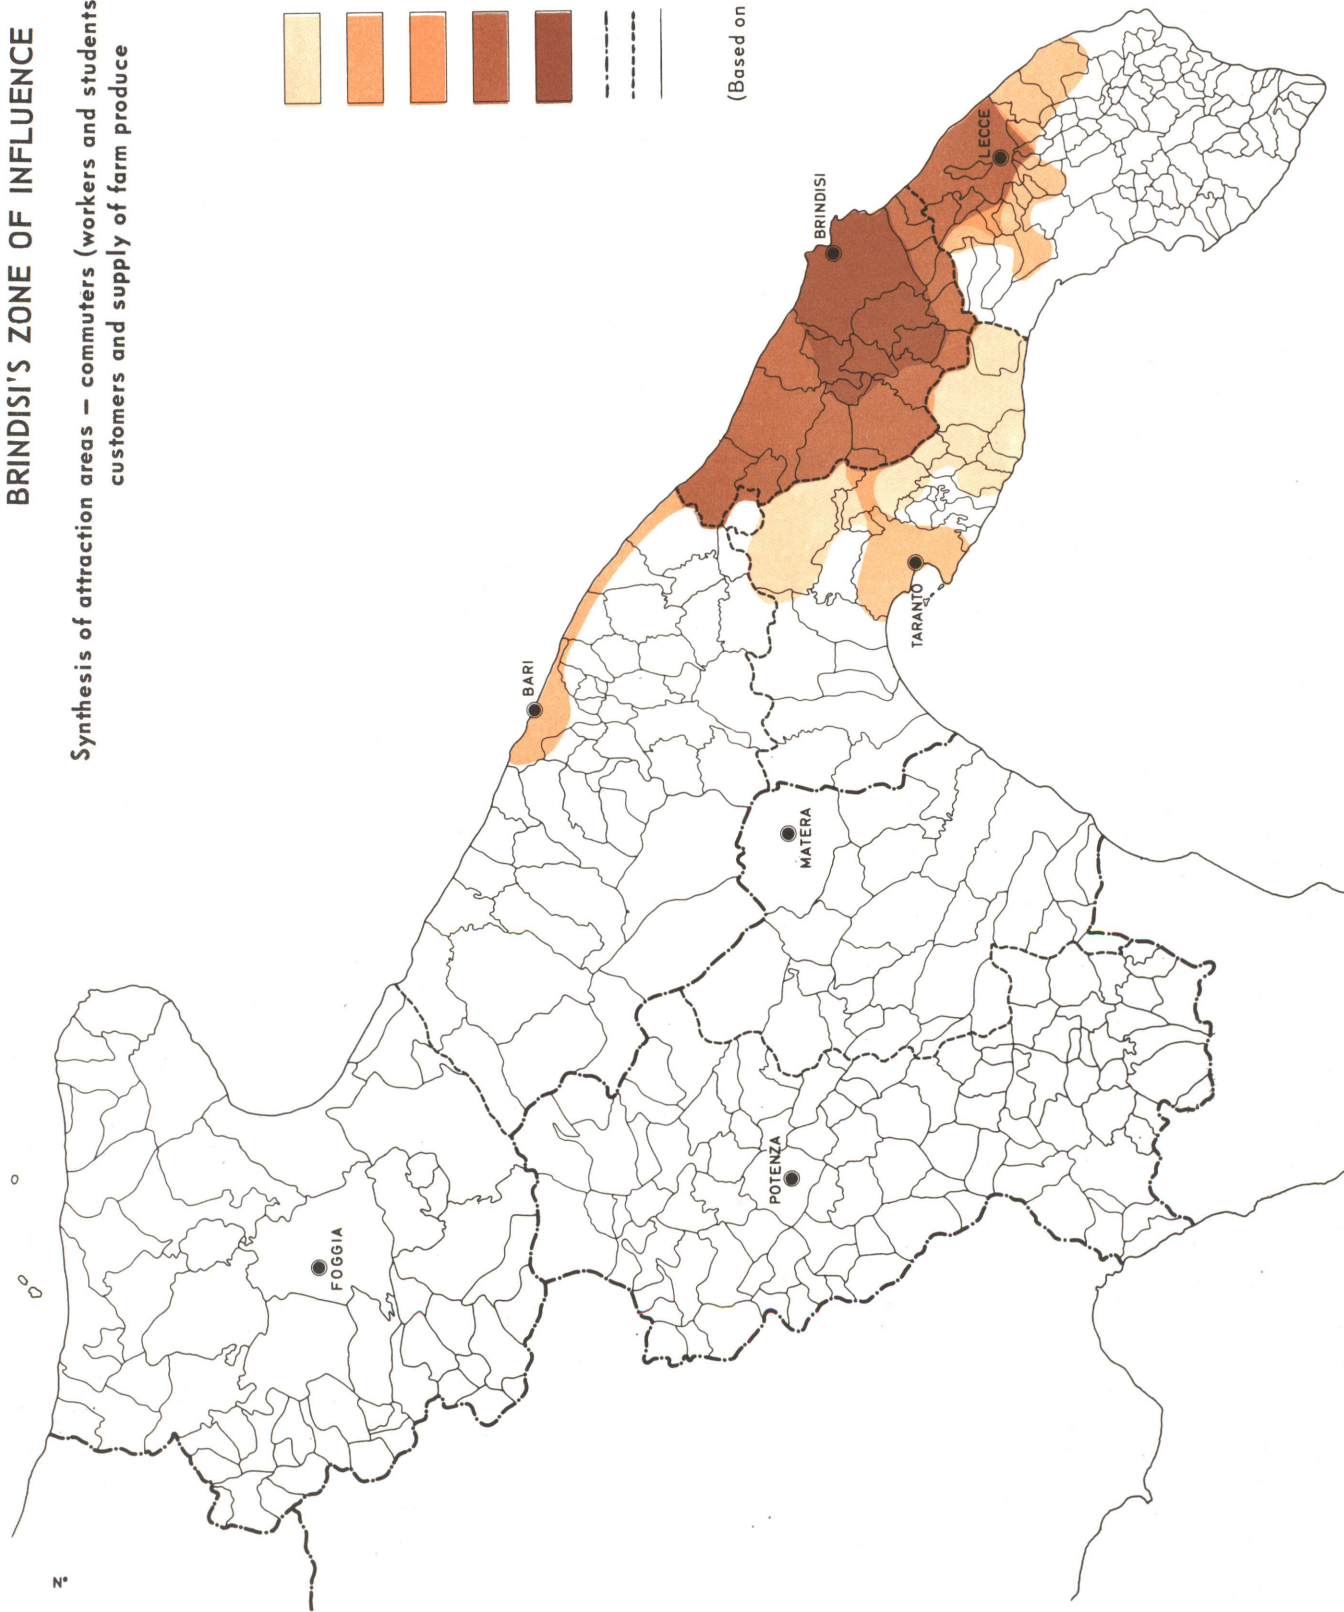 BRINDISI'S ZONE OF INFLUENCE
Synthesis of attraction areas – commuters (workers and students
customers and supply of farm produce
(Based on
BRINDISI
LECCE
TARANTO
BARI
MATERA
POTENZA
FOGGIA
N°